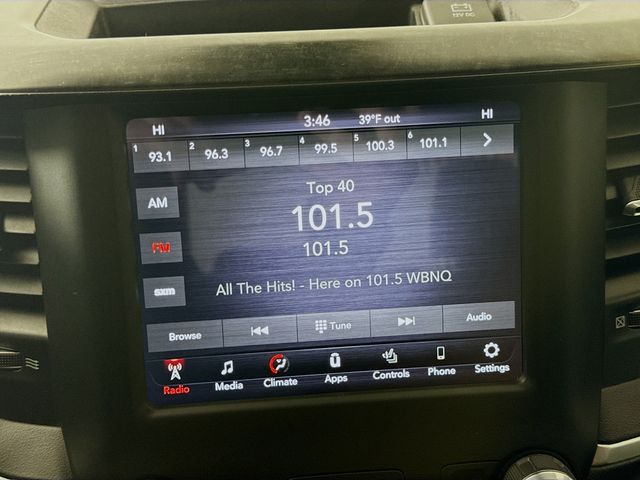 12V DC
HI 3:46 39°F out HI
1 93.1 2 96.3 3 96.7 4 99.5 5 100.3 6 101.1
AM
Top 40
101.5
FM
101.5
sxm
All The Hits! - Here on 101.5 WBNQ
Browse Tune Audio
Radio Media Climate Apps Controls Phone Settings